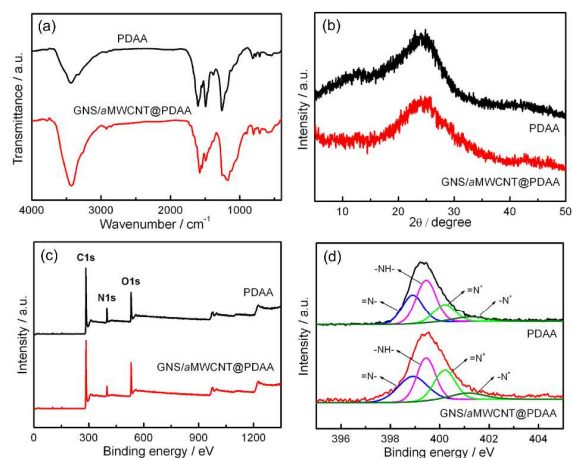 (a)
PDAA
GNS/aMWCNT@PDAA
Transmittance / a.u.
4000 3000 2000 1000
Wavenumber / cm⁻¹
(b)
PDAA
GNS/aMWCNT@PDAA
Intensity / a.u.
10 20 30 40 50
2θ / degree
(c)
C1s
N1s
O1s
PDAA
GNS/aMWCNT@PDAA
Intensity / a.u.
0 300 600 900 1200
Binding energy / eV
(d)
-NH-
=N⁺
=N-
-N⁺
PDAA
-NH-
=N⁺
=N-
-N⁺
GNS/aMWCNT@PDAA
Intensity / a.u.
396 398 400 402 404
Binding energy / eV